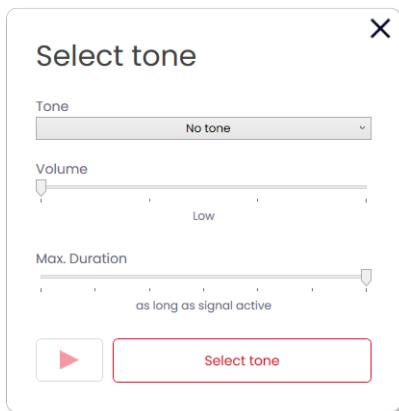 Select tone
Tone
No tone
Volume
Low
Max. Duration
as long as signal active
Select tone